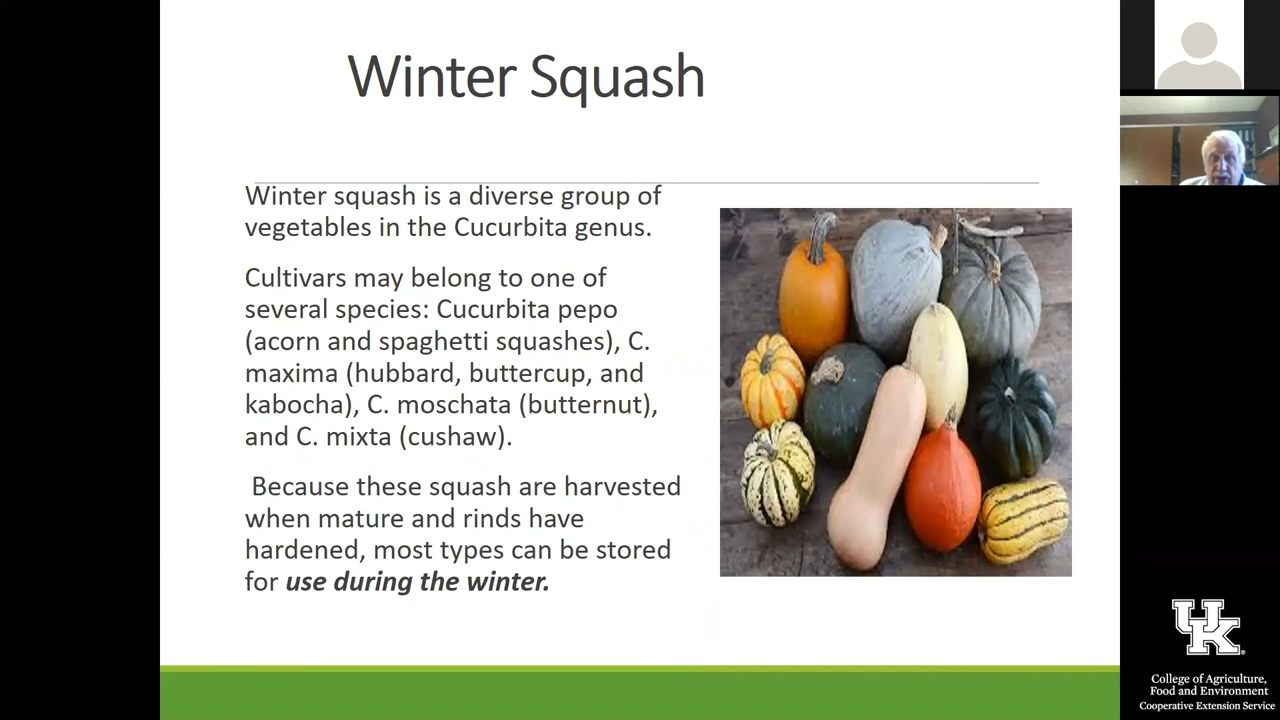 Winter Squash
Winter squash is a diverse group of
vegetables in the Cucurbita genus.
Cultivars may belong to one of
several species: Cucurbita pepo
(acorn and spaghetti squashes), C.
maxima (hubbard, buttercup, and
kabocha), C. moschata (butternut),
and C. mixta (cushaw).
Because these squash are harvested
when mature and rinds have
hardened, most types can be stored
for use during the winter.
UK
College of Agriculture,
Food and Environment
Cooperative Extension Service